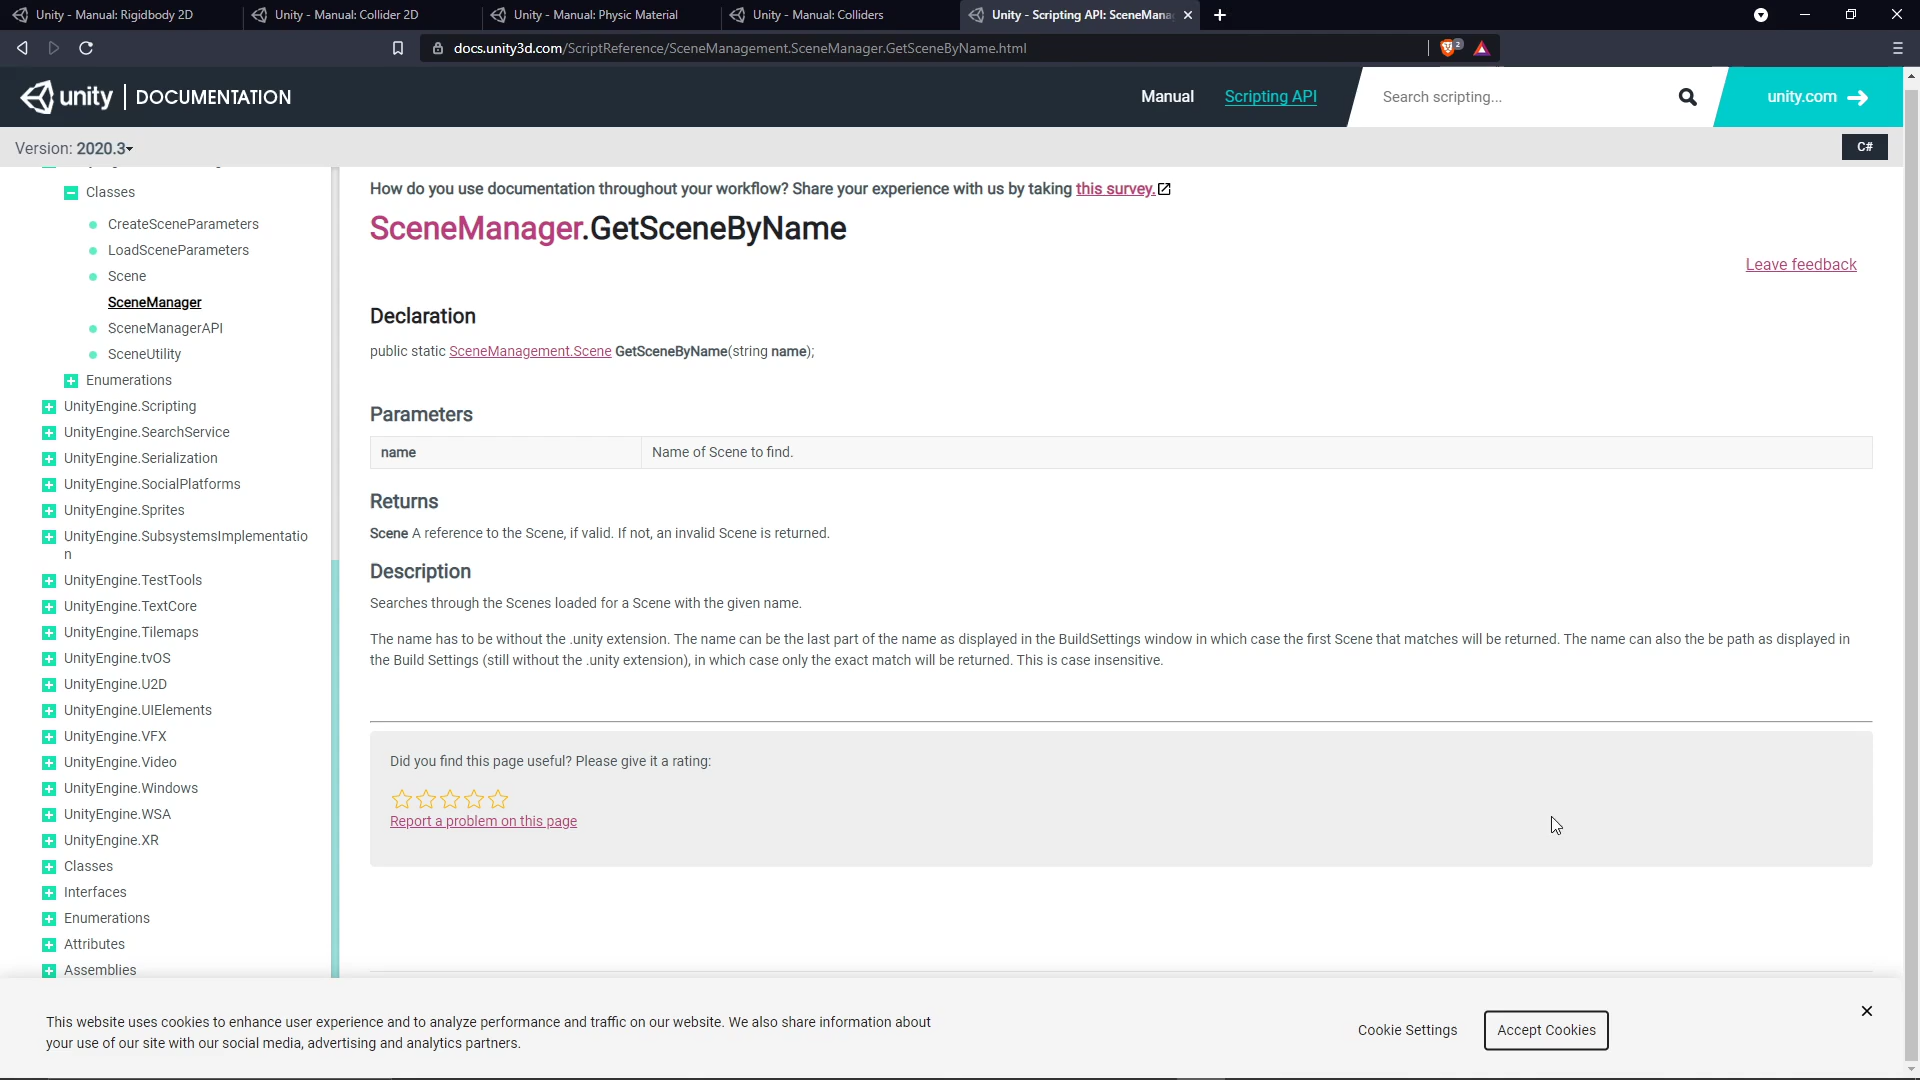 Unity - Manual: Rigidbody 2D
Unity - Manual: Collider 2D
Unity - Manual: Physic Material
Unity - Manual: Colliders
Unity - Scripting API: SceneMana
docs.unity3d.com/ScriptReference/SceneManagement.SceneManager.GetSceneByName.html
2
unity | DOCUMENTATION
Manual
Scripting API
Search scripting...
unity.com
Version: 2020.3
C#
Classes
CreateSceneParameters
LoadSceneParameters
Scene
SceneManager
SceneManagerAPI
SceneUtility
Enumerations
UnityEngine.Scripting
UnityEngine.SearchService
UnityEngine.Serialization
UnityEngine.SocialPlatforms
UnityEngine.Sprites
UnityEngine.SubsystemsImplementatio
n
UnityEngine.TestTools
UnityEngine.TextCore
UnityEngine.Tilemaps
UnityEngine.tvOS
UnityEngine.U2D
UnityEngine.UIElements
UnityEngine.VFX
UnityEngine.Video
UnityEngine.Windows
UnityEngine.WSA
UnityEngine.XR
Classes
Interfaces
Enumerations
Attributes
Assemblies
How do you use documentation throughout your workflow? Share your experience with us by taking this survey.
SceneManager.GetSceneByName
Leave feedback
Declaration
public static SceneManagement.Scene GetSceneByName(string name);
Parameters
name Name of Scene to find.
Returns
Scene A reference to the Scene, if valid. If not, an invalid Scene is returned.
Description
Searches through the Scenes loaded for a Scene with the given name.
The name has to be without the .unity extension. The name can be the last part of the name as displayed in the BuildSettings window in which case the first Scene that matches will be returned. The name can also the be path as displayed in
the Build Settings (still without the .unity extension), in which case only the exact match will be returned. This is case insensitive.
Did you find this page useful? Please give it a rating:
Report a problem on this page
This website uses cookies to enhance user experience and to analyze performance and traffic on our website. We also share information about
your use of our site with our social media, advertising and analytics partners.
Cookie Settings
Accept Cookies